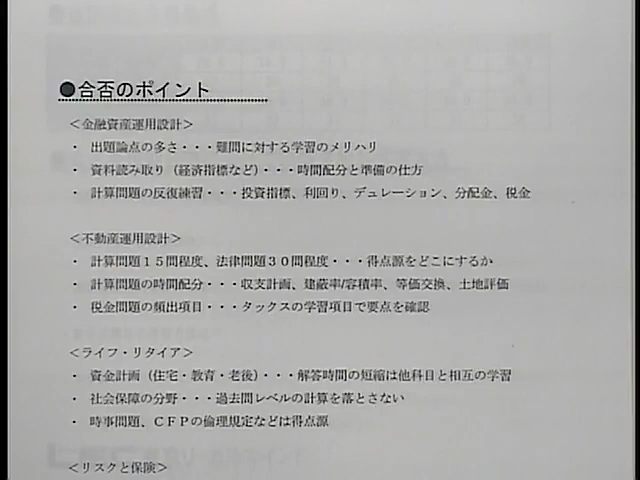 ●合否のポイント
＜金融資産運用設計＞
・ 出題論点の多さ・・・難問に対する学習のメリハリ
・ 資料読み取り（経済指標など）・・・時間配分と準備の仕方
・ 計算問題の反復練習・・・投資指標、利回り、デュレーション、分配金、税金
＜不動産運用設計＞
・ 計算問題１５問程度、法律問題３０問程度・・・得点源をどこにするか
・ 計算問題の時間配分・・・収支計画、建蔽率/容積率、等価交換、土地評価
・ 税金問題の頻出項目・・・タックスの学習項目で要点を確認
＜ライフ・リタイア＞
・ 資金計画（住宅・教育・老後）・・・解答時間の短縮は他科目と相互の学習
・ 社会保障の分野・・・過去問レベルの計算を落とさない
・ 時事問題、ＣＦＰの倫理規定などは得点源
＜リスクと保険＞